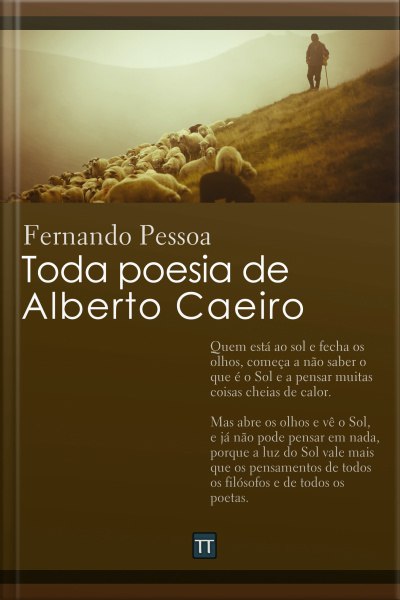 Fernando Pessoa
Toda poesia de
Alberto Caeiro
Quem está ao sol e fecha os
olhos, começa a não saber o
que é o Sol e a pensar muitas
coisas cheias de calor.
Mas abre os olhos e vê o Sol,
e já não pode pensar em nada,
porque a luz do Sol vale mais
que os pensamentos de todos
os filósofos e de todos os
poetas.
TT